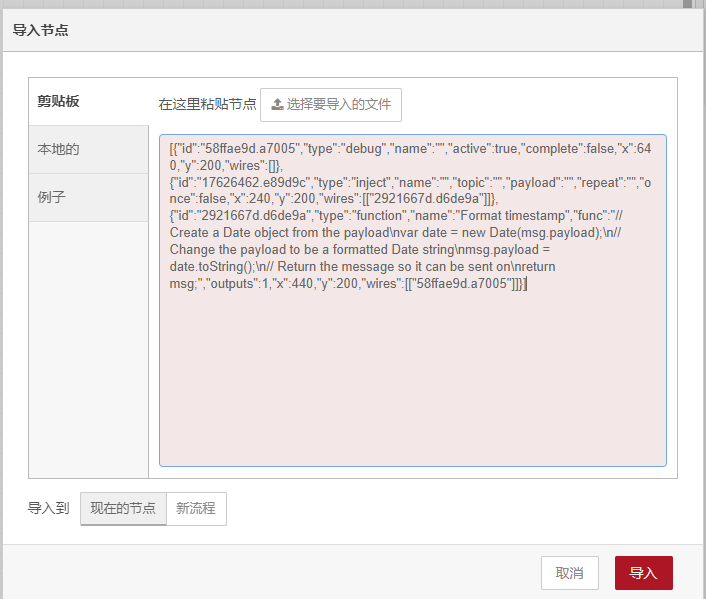 导入节点
剪贴板
本地的
例子
在这里粘贴节点 选择要导入的文件
[{"id":"58ffae9d.a7005","type":"debug","name":"","active":true,"complete":false,"x":64
0,"y":200,"wires":[]},
{"id":"17626462.e89d9c","type":"inject","name":"","topic":"","payload":"","repeat":"","o
nce":false,"x":240,"y":200,"wires":[["2921667d.d6de9a"]]},
{"id":"2921667d.d6de9a","type":"function","name":"Format timestamp","func":"//
Create a Date object from the payload\nvar date = new Date(msg.payload);\n//
Change the payload to be a formatted Date string\nmsg.payload =
date.toString();\n// Return the message so it can be sent on\nreturn
msg;","outputs":1,"x":440,"y":200,"wires":[["58ffae9d.a7005"]]}]
导入到 现在的节点 新流程
取消 导入